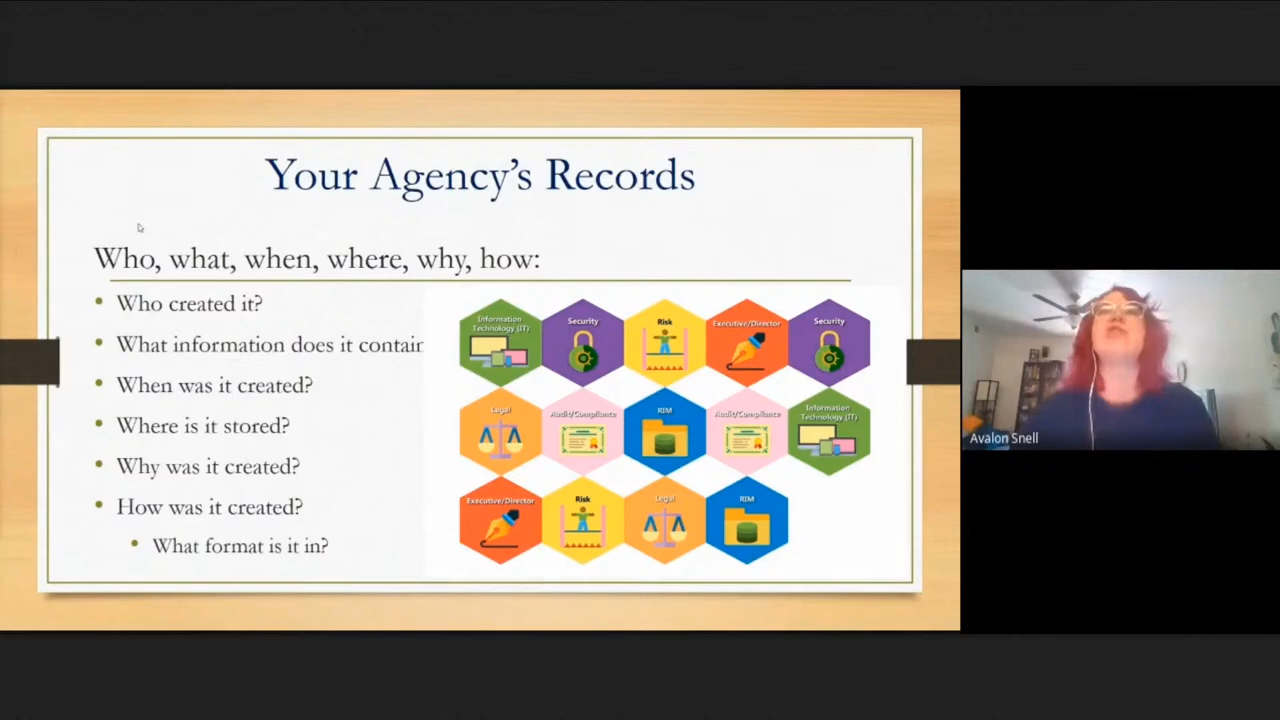 Your Agency's Records
Who, what, when, where, why, how:
• Who created it?
• What information does it contain
• When was it created?
• Where is it stored?
• Why was it created?
• How was it created?
• What format is it in?
Information Technology (IT)
Security
Risk
Executive/Director
Security
Legal
Audit/Compliance
RIM
Audit/Compliance
Information Technology (IT)
Executive/Director
Risk
Legal
RIM
Avalon Snell